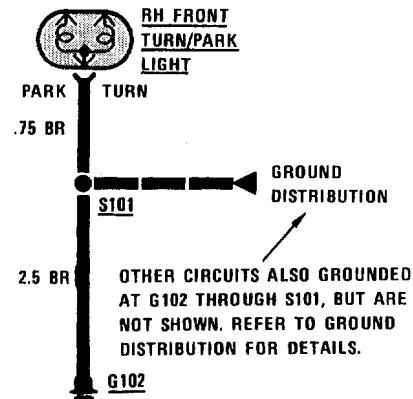 RH FRONT
TURN/PARK
LIGHT
PARK TURN
.75 BR
S101
GROUND
DISTRIBUTION
2.5 BR
OTHER CIRCUITS ALSO GROUNDED
AT G102 THROUGH S101, BUT ARE
NOT SHOWN. REFER TO GROUND
DISTRIBUTION FOR DETAILS.
G102